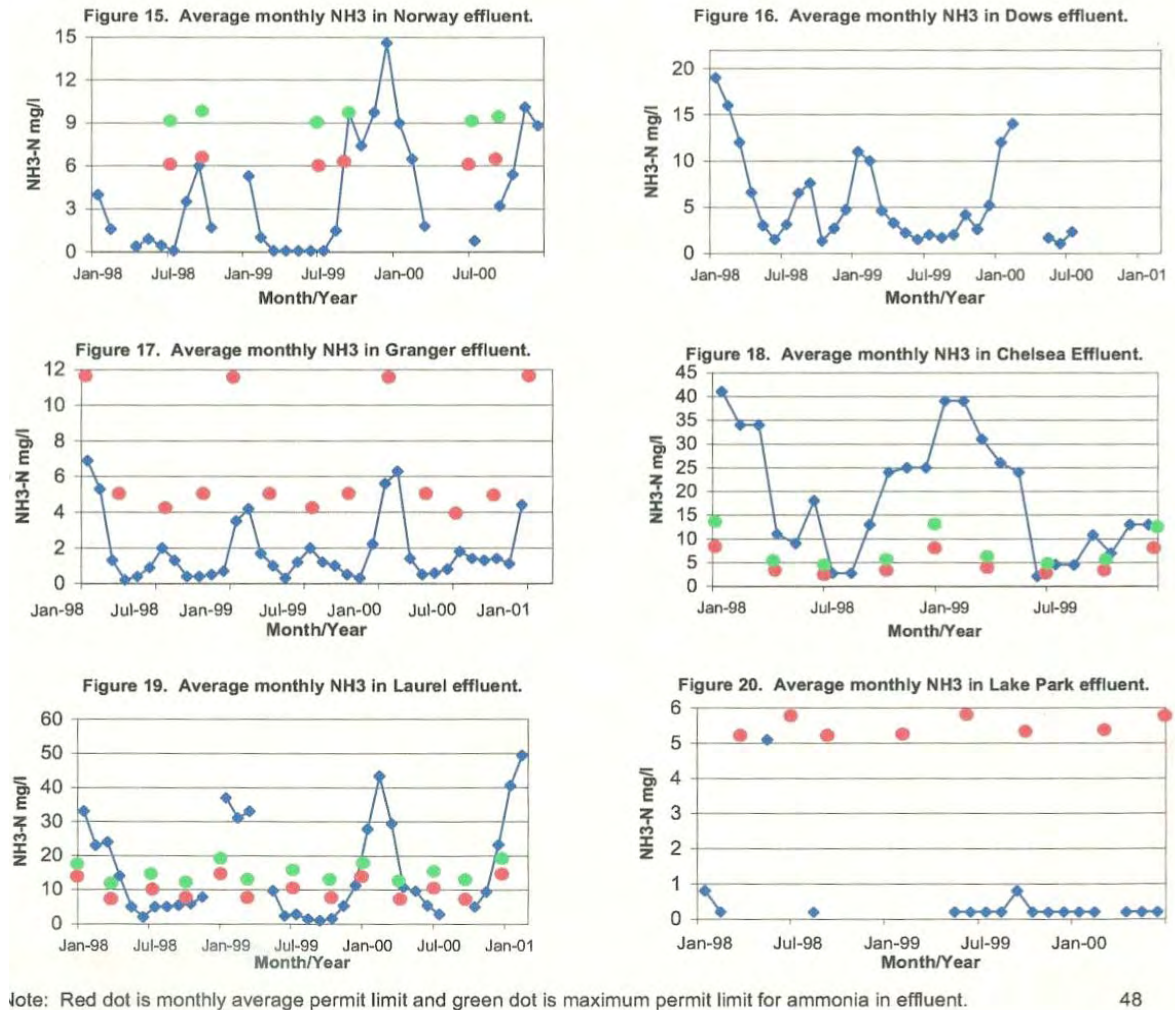 Figure 15. Average monthly NH3 in Norway effluent.
NH3-N mg/l
15
12
9
6
3
0
Jan-98 Jul-98 Jan-99 Jul-99 Jan-00 Jul-00
Month/Year
Figure 16. Average monthly NH3 in Dows effluent.
NH3-N mg/l
20
15
10
5
0
Jan-98 Jul-98 Jan-99 Jul-99 Jan-00 Jul-00 Jan-01
Month/Year
Figure 17. Average monthly NH3 in Granger effluent.
NH3-N mg/l
12
10
8
6
4
2
0
Jan-98 Jul-98 Jan-99 Jul-99 Jan-00 Jul-00 Jan-01
Month/Year
Figure 18. Average monthly NH3 in Chelsea Effluent.
NH3-N mg/l
45
40
35
30
25
20
15
10
5
0
Jan-98 Jul-98 Jan-99 Jul-99
Month/Year
Figure 19. Average monthly NH3 in Laurel effluent.
NH3-N mg/l
60
50
40
30
20
10
0
Jan-98 Jul-98 Jan-99 Jul-99 Jan-00 Jul-00 Jan-01
Month/Year
Figure 20. Average monthly NH3 in Lake Park effluent.
NH3-N mg/l
6
5
4
3
2
1
0
Jan-98 Jul-98 Jan-99 Jul-99 Jan-00
Month/Year
Note: Red dot is monthly average permit limit and green dot is maximum permit limit for ammonia in effluent. 48